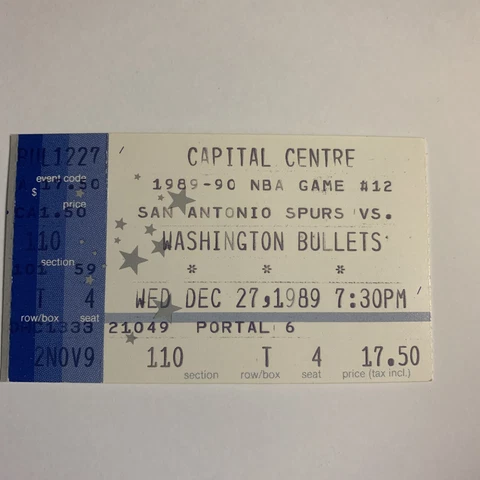 BUL1227
event code
$
A 17.50
price
CA1.50
110
section
101 59
T 4
row/box seat
2NOV9
CAPITAL CENTRE
1989-90 NBA GAME #12
SAN ANTONIO SPURS VS.
WASHINGTON BULLETS
* * *
WED DEC 27,1989 7:30PM
21049 PORTAL 6
110 T 4 17.50
section row/box seat price (tax incl.)